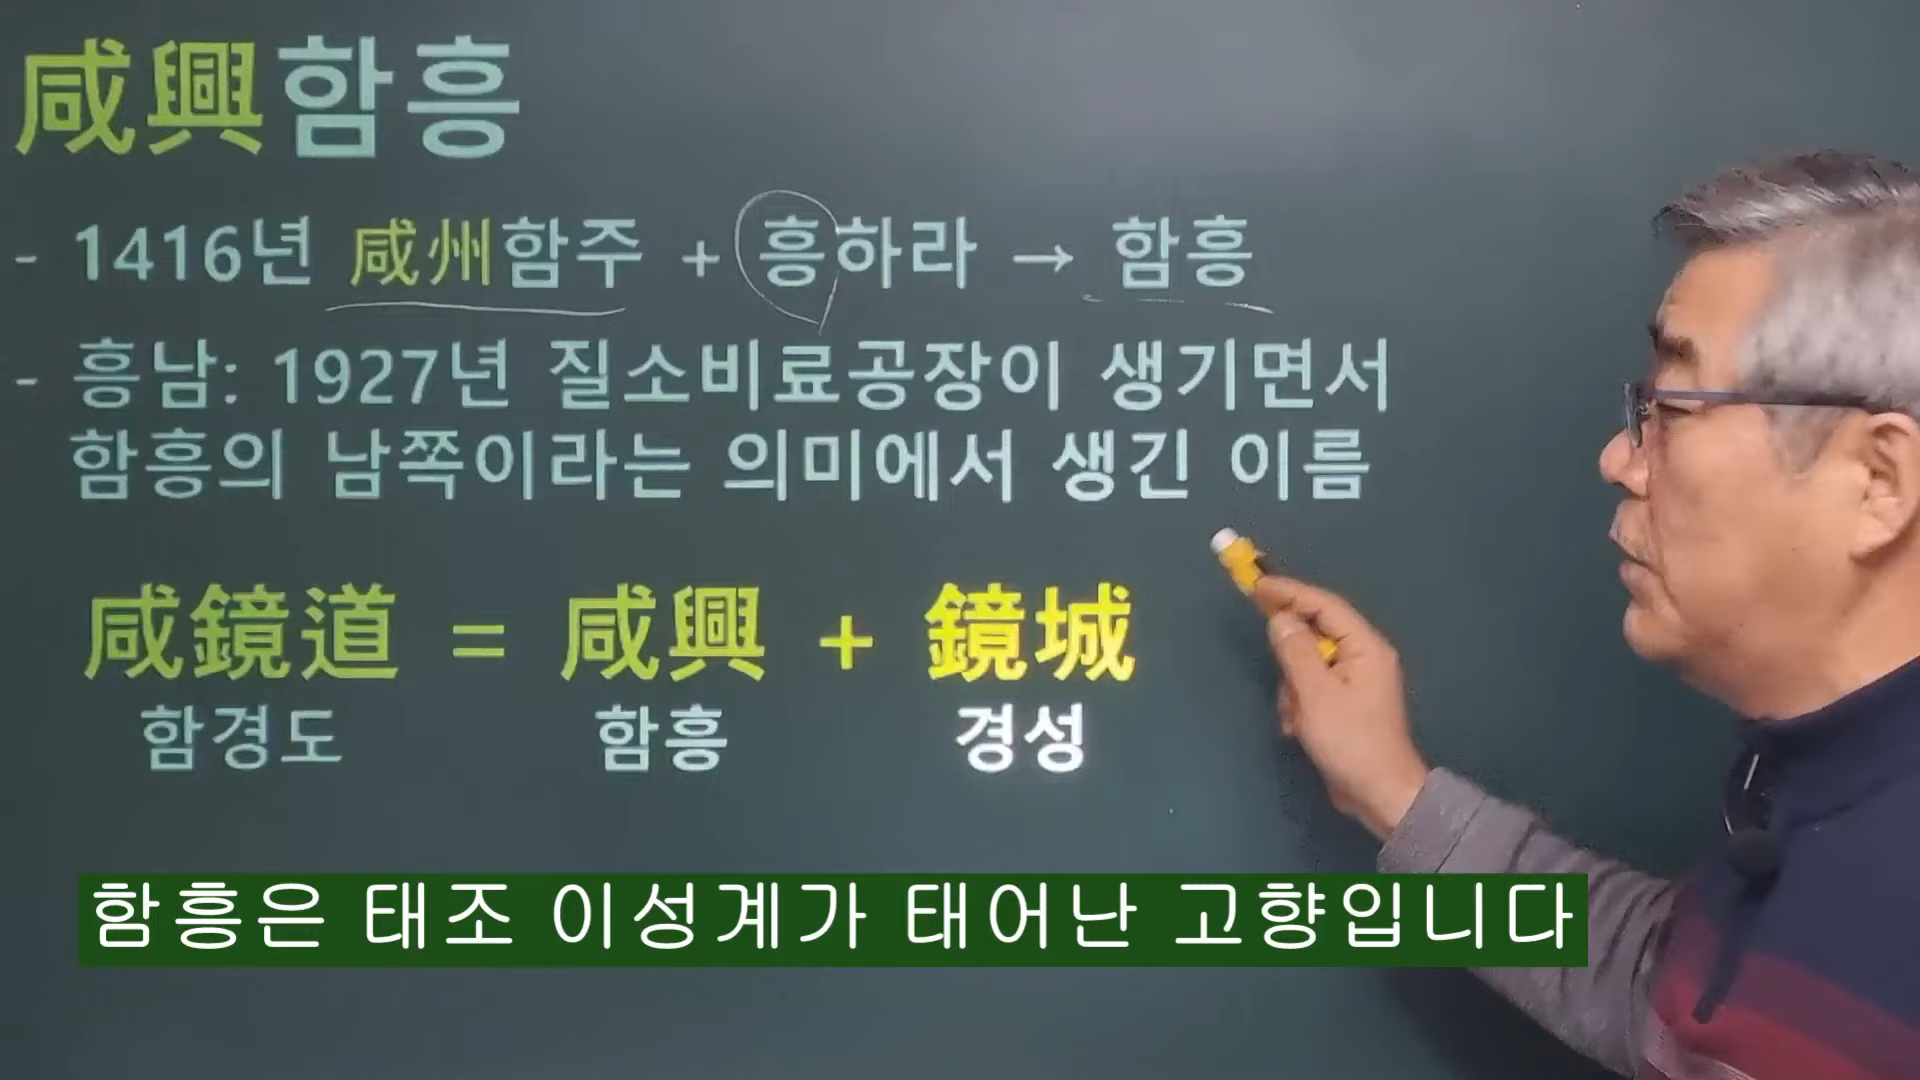 咸興함흥
- 1416년 咸州함주 + 흥하라 → 함흥
- 흥남: 1927년 질소비료공장이 생기면서
함흥의 남쪽이라는 의미에서 생긴 이름
咸鏡道 = 咸興 + 鏡城
함경도 함흥 경성
함흥은 태조 이성계가 태어난 고향입니다